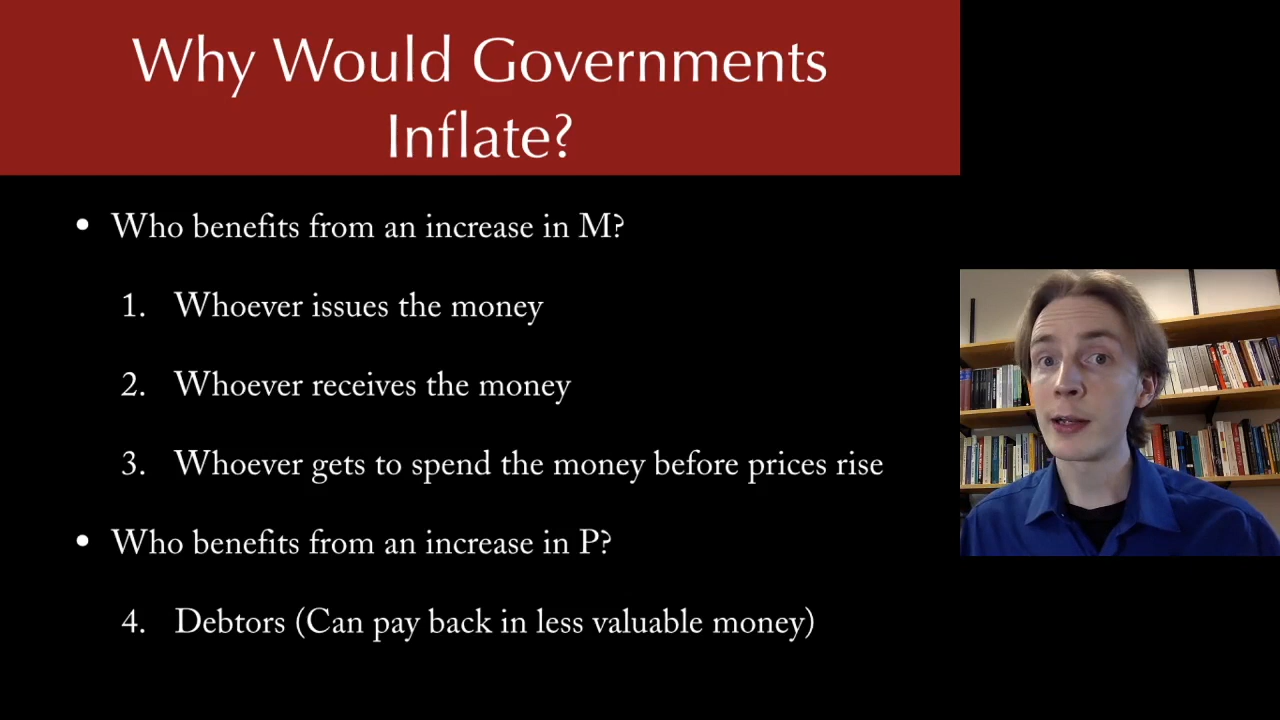 Why Would Governments
Inflate?
• Who benefits from an increase in M?
1. Whoever issues the money
2. Whoever receives the money
3. Whoever gets to spend the money before prices rise
• Who benefits from an increase in P?
4. Debtors (Can pay back in less valuable money)